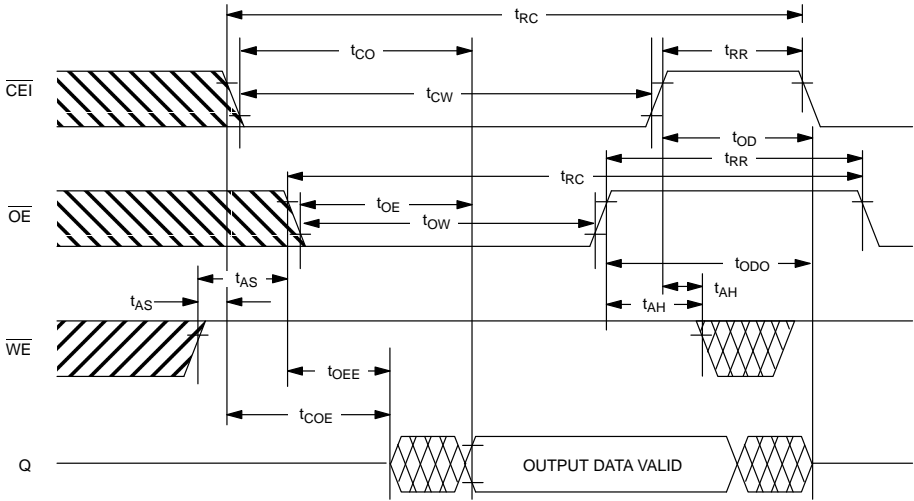 tRC
tCO
tRR
CEI
tCW
tOD
tRR
tRC
OE
tOE
tOW
tODO
tAS
tAS
tAH
tAH
WE
tOEE
tCOE
Q
OUTPUT DATA VALID